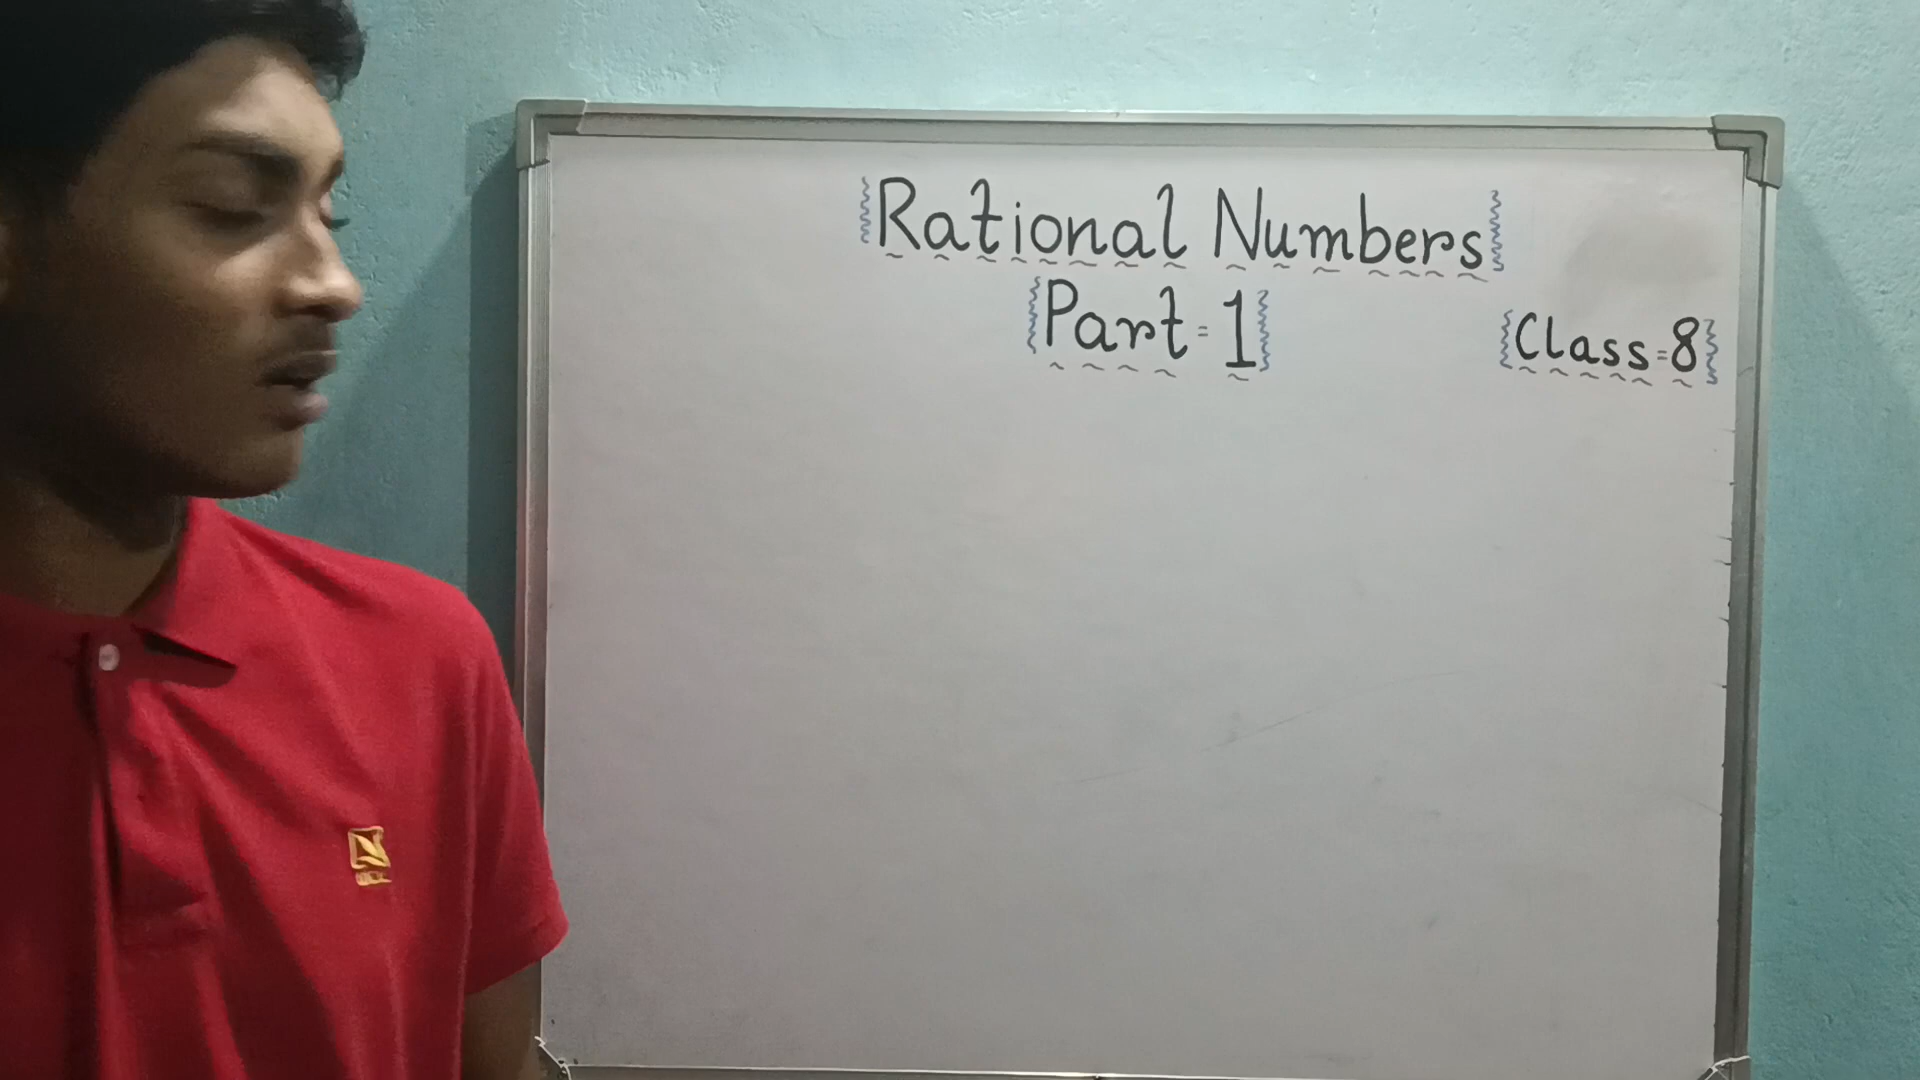 Rational Numbers
Part = 1
Class = 8